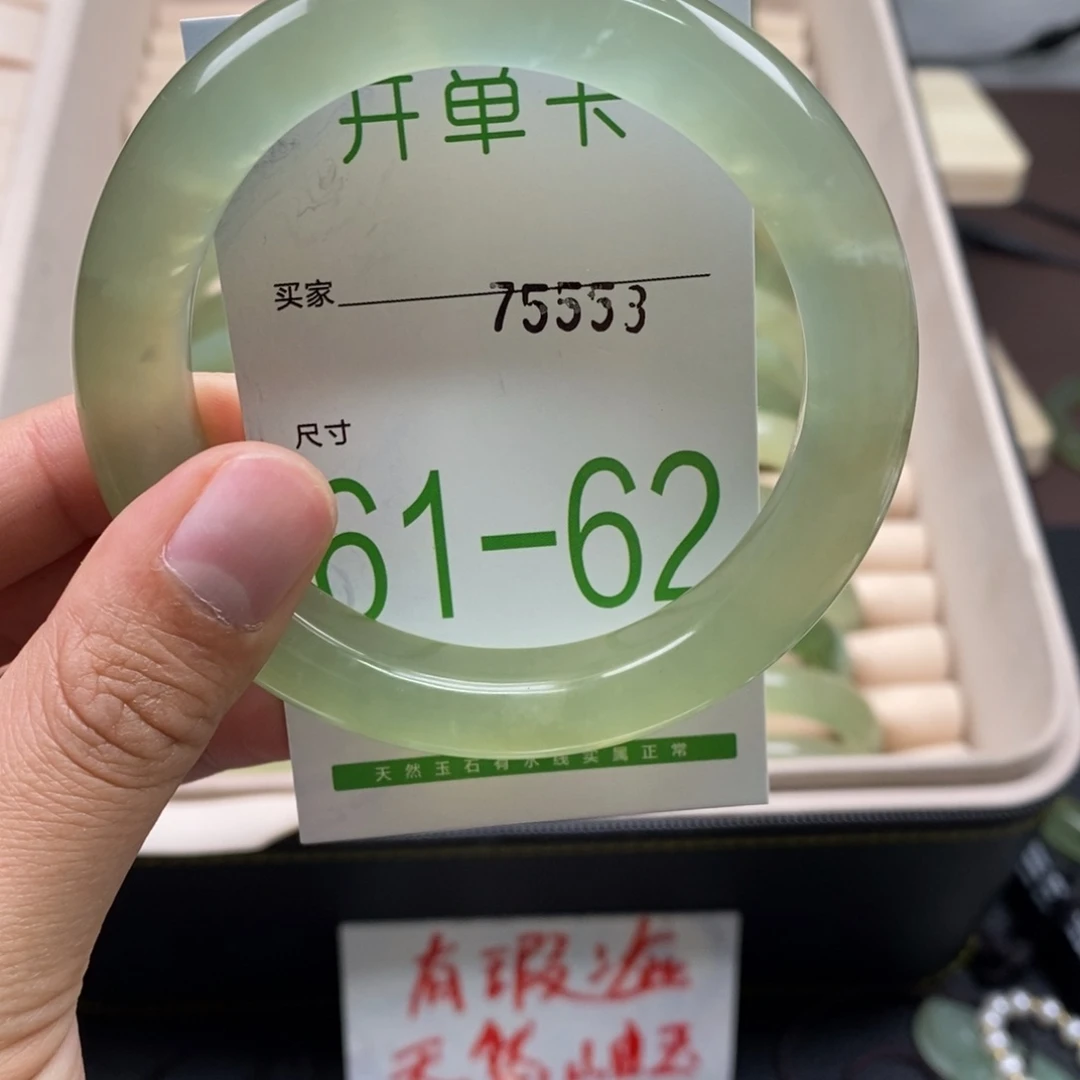 开单卡
买家 75553
尺寸
61-62
天然玉石有水线实属正常
有瑕疵